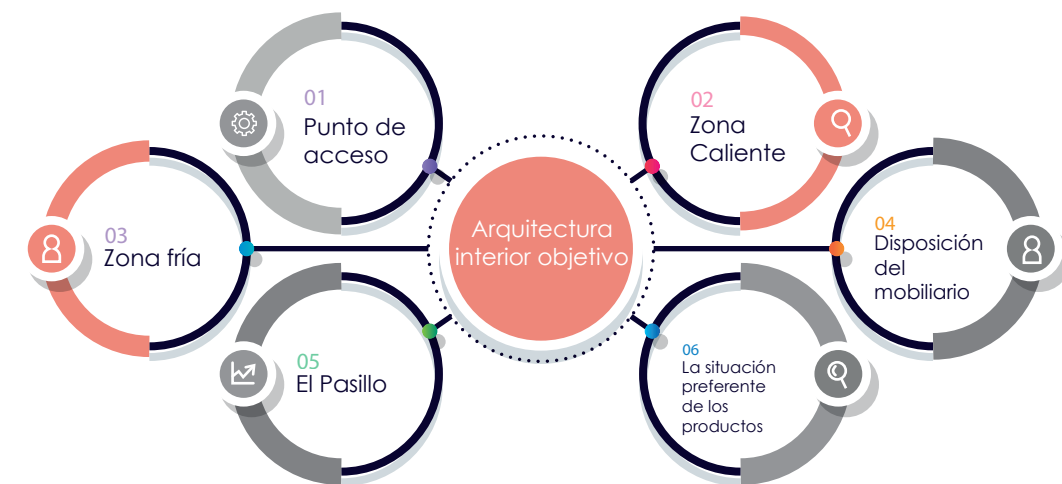 01
Punto de
acceso
02
Zona
Caliente
03
Zona fría
Arquitectura
interior objetivo
04
Disposición
del
mobiliario
05
El Pasillo
06
La situación
preferente
de los
productos